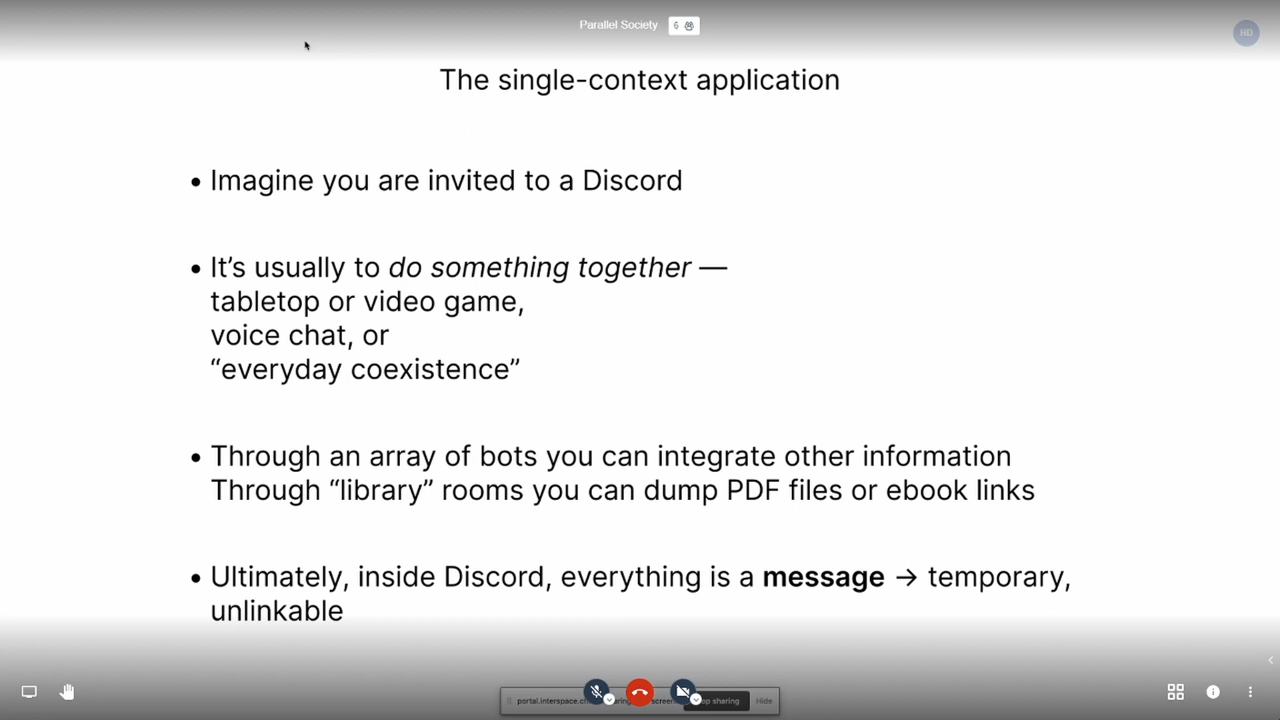 Parallel Society 6
HD
The single-context application
• Imagine you are invited to a Discord
• It’s usually to do something together —
tabletop or video game,
voice chat, or
“everyday coexistence”
• Through an array of bots you can integrate other information
Through “library” rooms you can dump PDF files or ebook links
• Ultimately, inside Discord, everything is a message → temporary,
unlinkable
sharing Hide